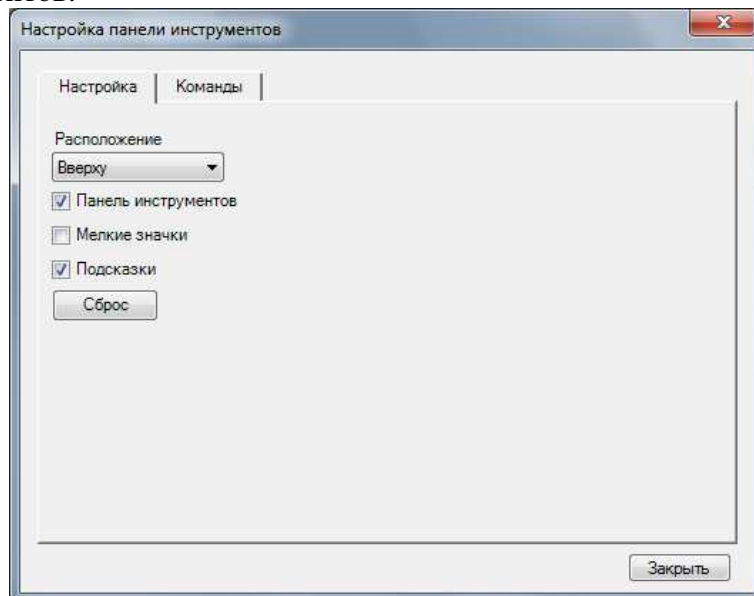 Настройка панели инструментов
Настройка Команды
Расположение
Вверху
Панель инструментов
Мелкие значки
Подсказки
Сброс
Закрыть